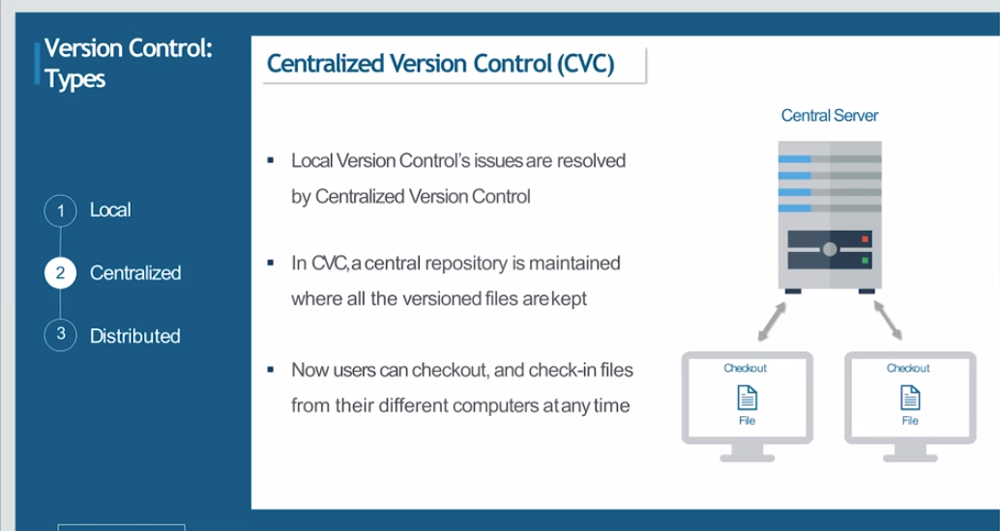 Version Control:
Types
1 Local
2 Centralized
3 Distributed
Centralized Version Control (CVC)
▪ Local Version Control's issues are resolved
by Centralized Version Control
▪ In CVC, a central repository is maintained
where all the versioned files are kept
▪ Now users can checkout, and check-in files
from their different computers at any time
Central Server
Checkout
File
Checkout
File